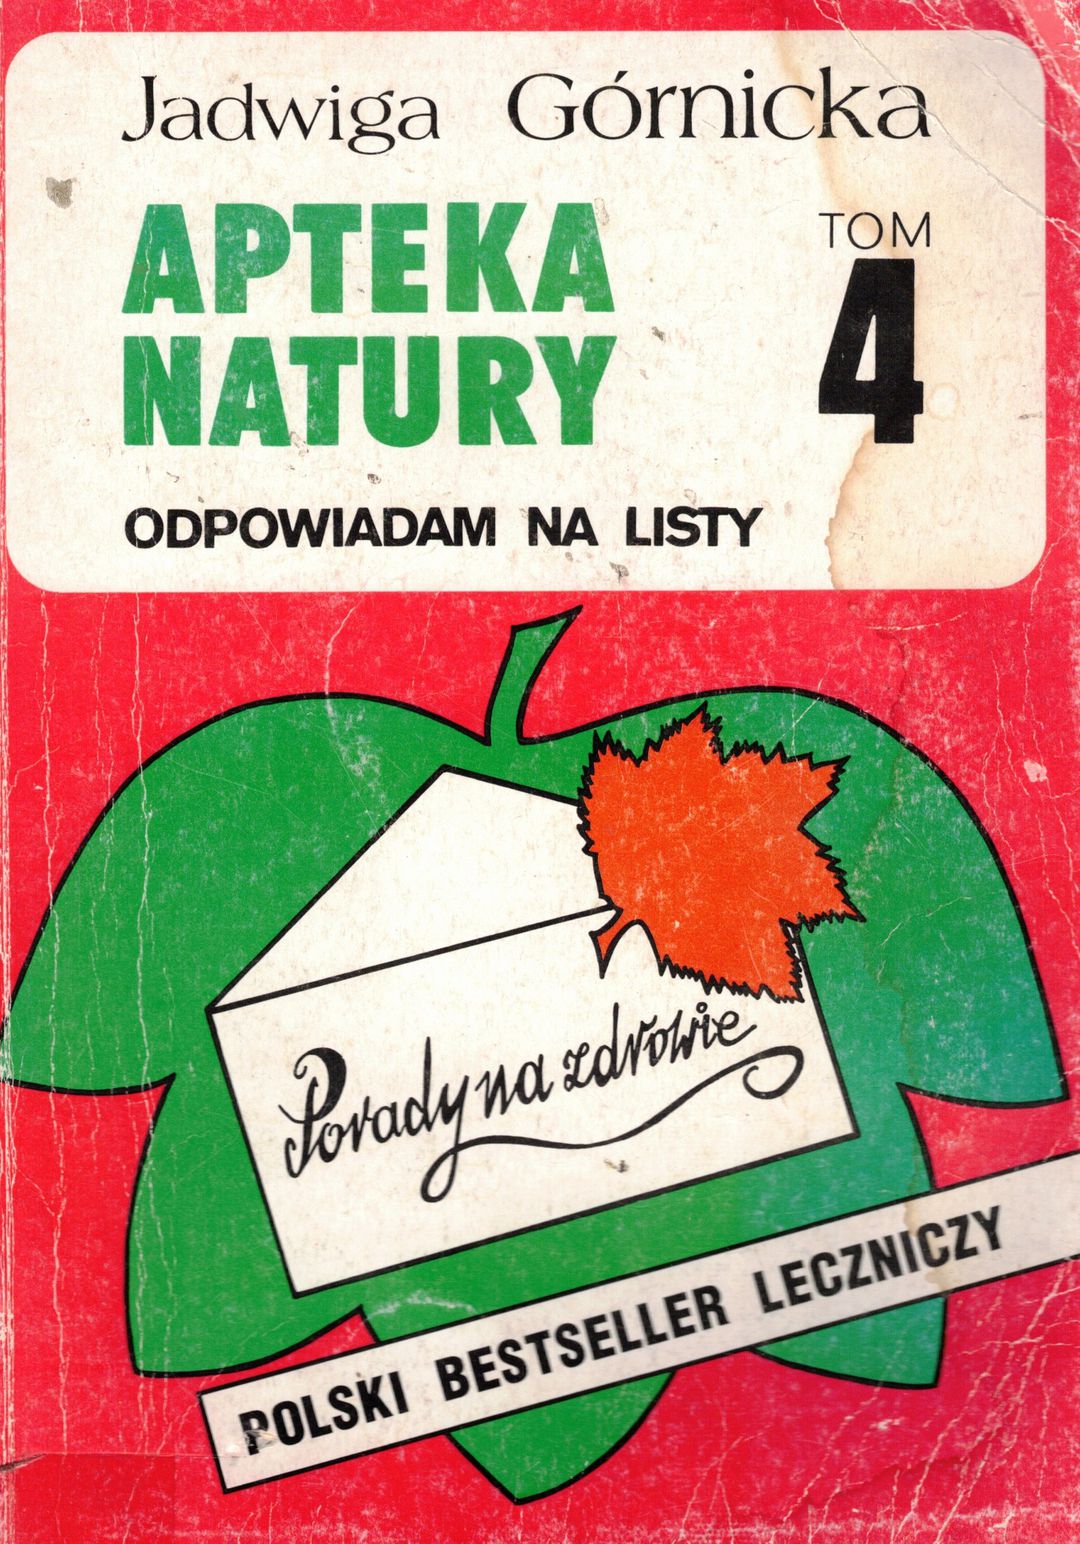 Jadwiga Górnicka
APTEKA
NATURY
TOM
4
ODPOWIADAM NA LISTY
Porady na zdrowie
POLSKI BESTSELLER LECZNICZY